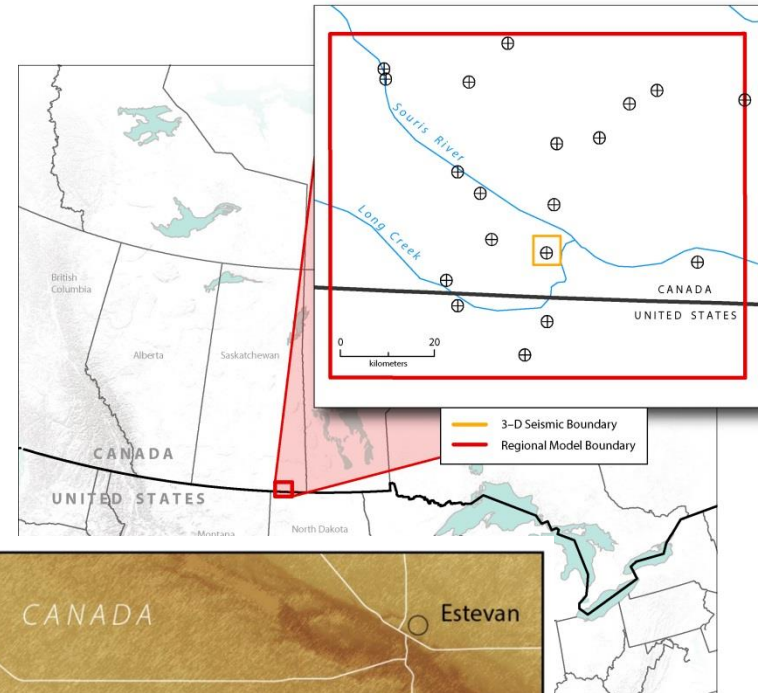 Souris River
Long Creek
CANADA
UNITED STATES
0 20
kilometers
3–D Seismic Boundary
Regional Model Boundary
British
Columbia
Alberta
Saskatchewan
CANADA
UNITED STATES
Montana
North Dakota
CANADA
Estevan